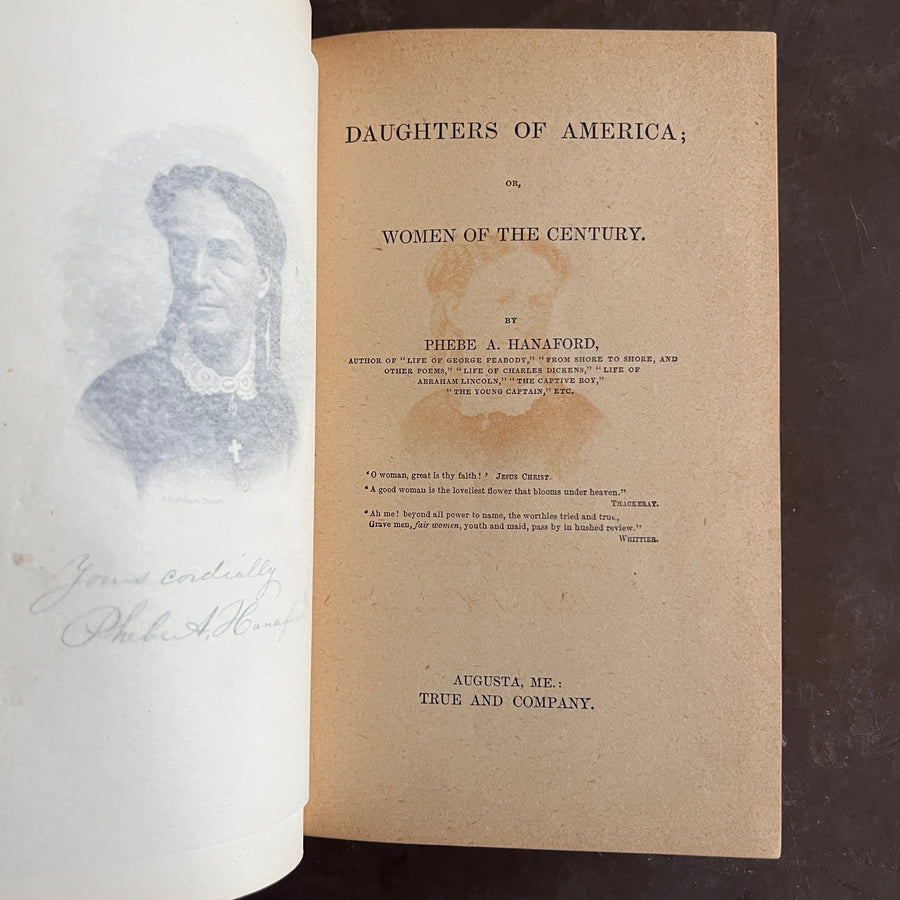 Yours cordially
Phebe A. Hanaf
DAUGHTERS OF AMERICA;
OR,
WOMEN OF THE CENTURY.
BY
PHEBE A. HANAFORD,
AUTHOR OF "LIFE OF GEORGE PEABODY," "FROM SHORE TO SHORE, AND
OTHER POEMS," "LIFE OF CHARLES DICKENS," "LIFE OF
ABRAHAM LINCOLN," "THE CAPTIVE BOY,"
"THE YOUNG CAPTAIN," ETC.
"O woman, great is thy faith!" JESUS CHRIST.
"A good woman is the loveliest flower that blooms under heaven."
THACKERAY.
"Ah me! beyond all power to name, the worthies tried and true,
Grave men, fair women, youth and maid, pass by in hushed review."
WHITTIER.
AUGUSTA, ME.:
TRUE AND COMPANY.